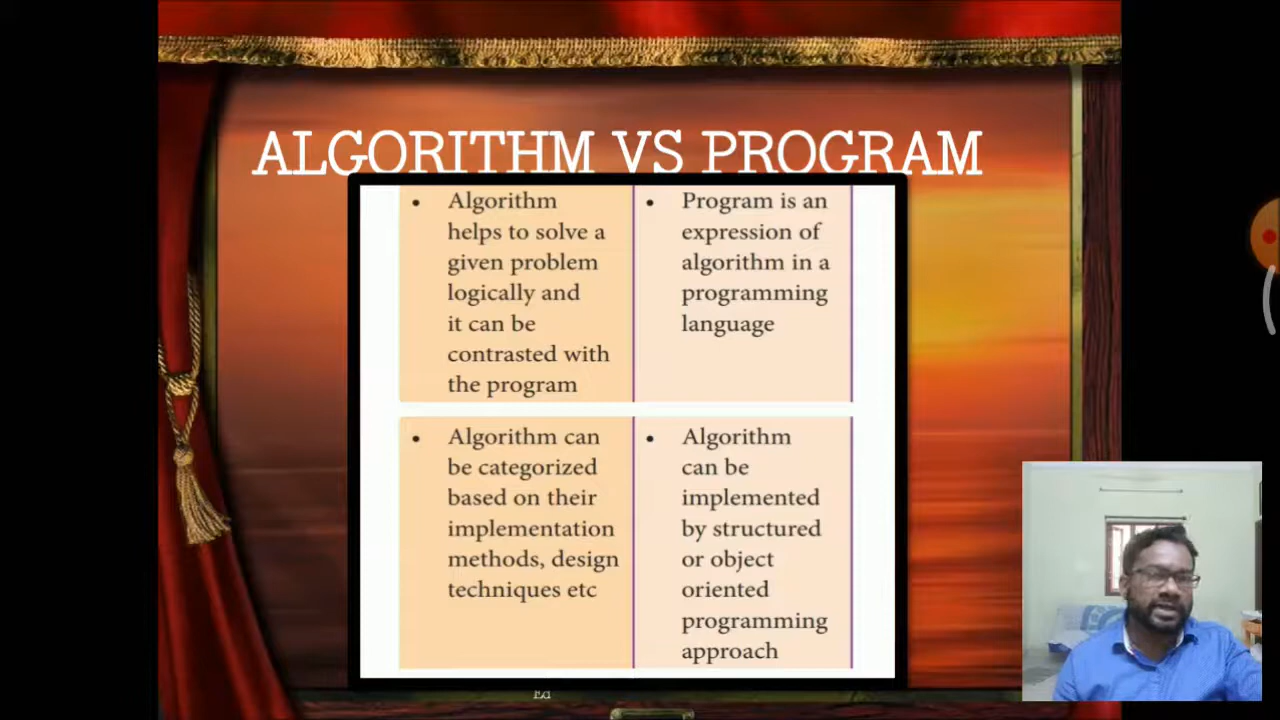 ALGORITHM VS PROGRAM
• Algorithm
helps to solve a
given problem
logically and
it can be
contrasted with
the program
• Program is an
expression of
algorithm in a
programming
language
• Algorithm can
be categorized
based on their
implementation
methods, design
techniques etc
• Algorithm
can be
implemented
by structured
or object
oriented
programming
approach